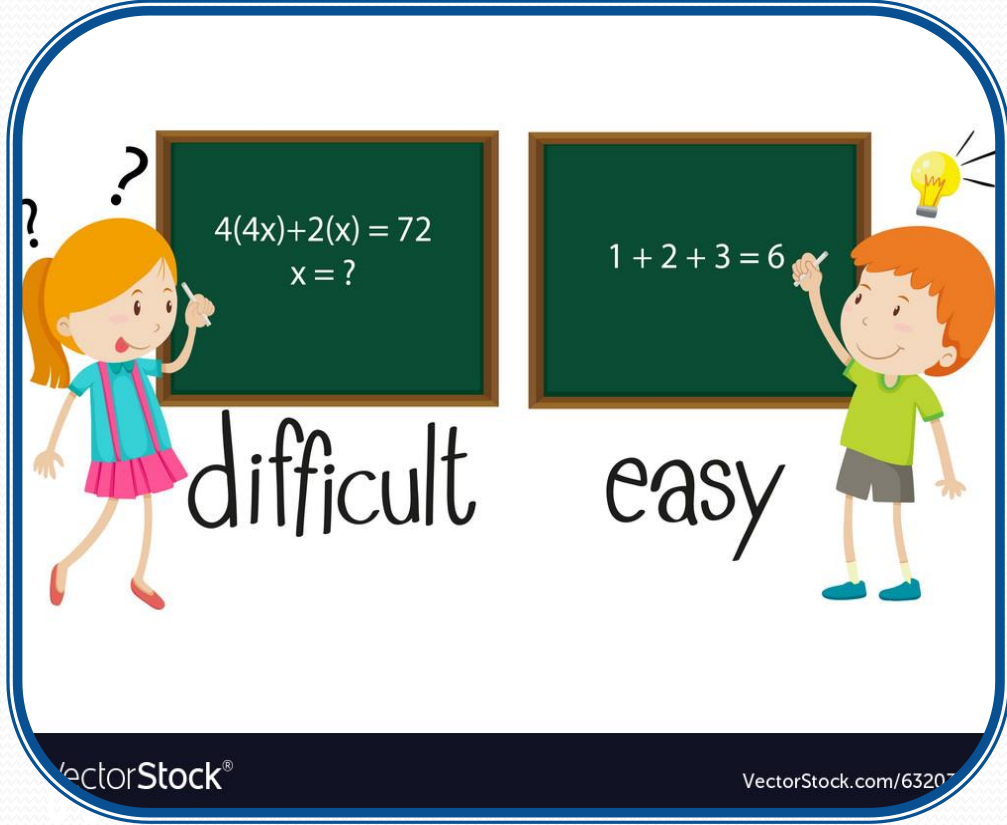 ?
?
4(4x)+2(x) = 72
x = ?
1 + 2 + 3 = 6
difficult
easy
VectorStock®
VectorStock.com/6320